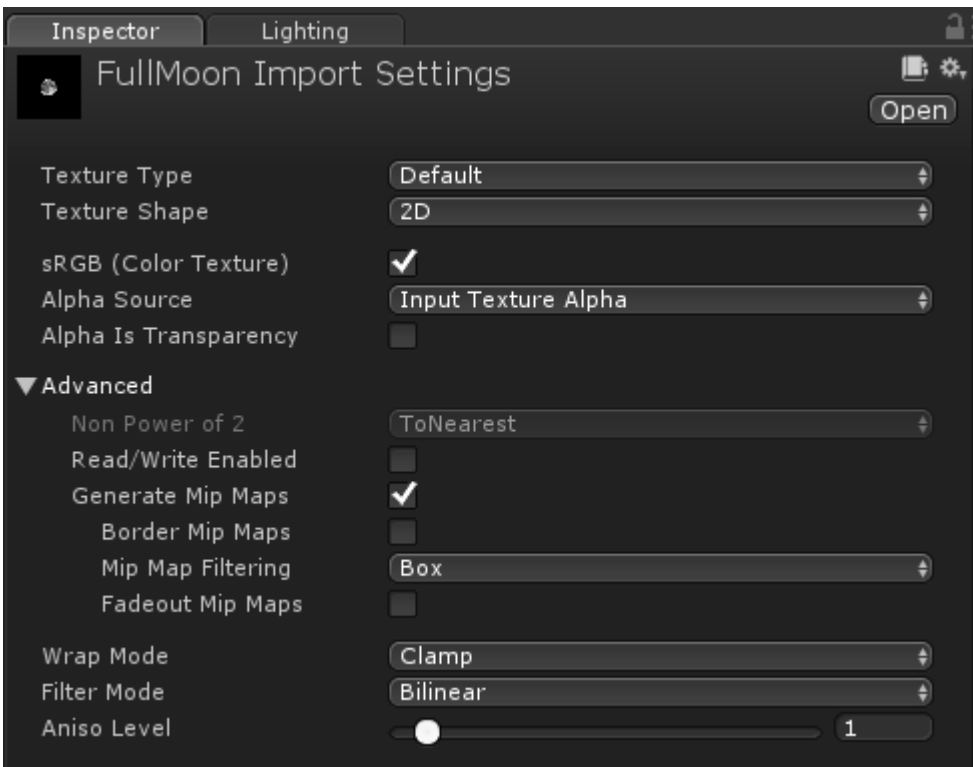 Inspector Lighting
FullMoon Import Settings
Open
Texture Type Default
Texture Shape 2D
sRGB (Color Texture)
Alpha Source Input Texture Alpha
Alpha Is Transparency
Advanced
Non Power of 2 ToNearest
Read/Write Enabled
Generate Mip Maps
Border Mip Maps
Mip Map Filtering Box
Fadeout Mip Maps
Wrap Mode Clamp
Filter Mode Bilinear
Aniso Level 1